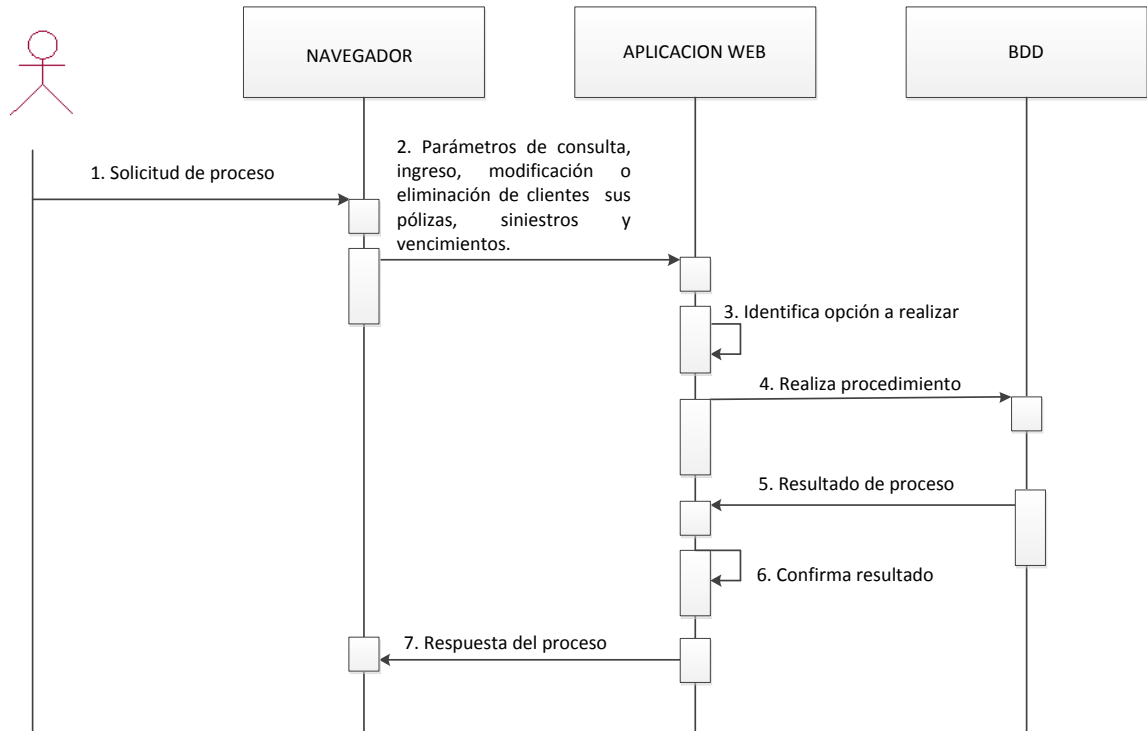 NAVEGADOR
APLICACION WEB
BDD
1. Solicitud de proceso
2. Parámetros de consulta,
ingreso, modificación o
eliminación de clientes sus
pólizas, siniestros y
vencimientos.
3. Identifica opción a realizar
4. Realiza procedimiento
5. Resultado de proceso
6. Confirma resultado
7. Respuesta del proceso